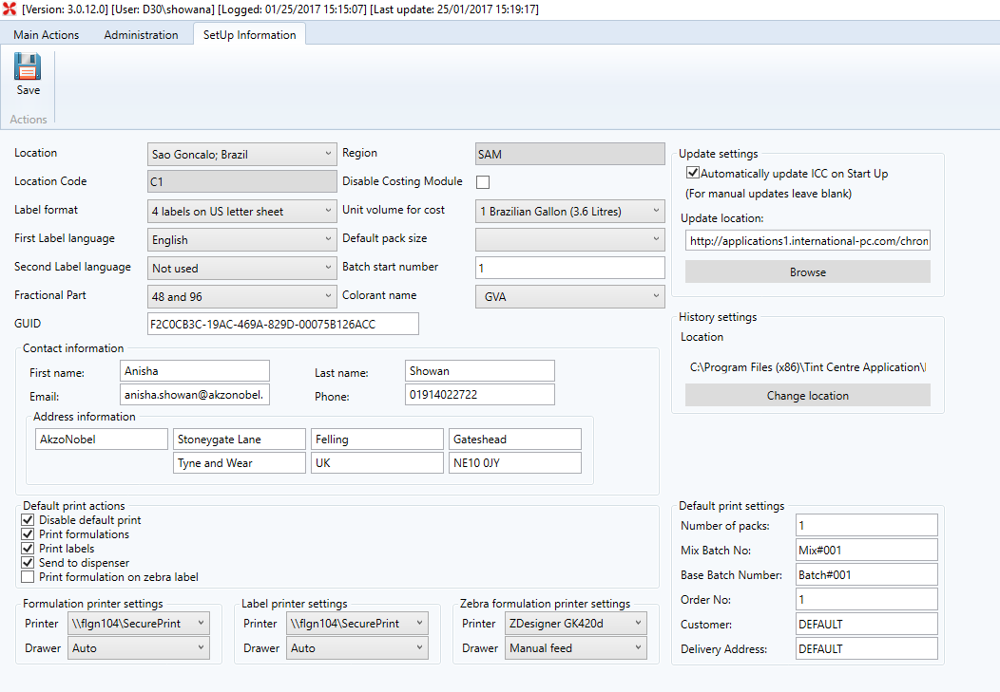 [Version: 3.0.12.0] [User: D30\showana] [Logged: 01/25/2017 15:15:07] [Last update: 25/01/2017 15:19:17]
Main Actions Administration SetUp Information
Save
Actions
Location Sao Goncalo; Brazil Region SAM
Location Code C1 Disable Costing Module
Label format 4 labels on US letter sheet Unit volume for cost 1 Brazilian Gallon (3.6 Litres)
First Label language English Default pack size
Second Label language Not used Batch start number 1
Fractional Part 48 and 96 Colorant name GVA
GUID F2C0CB3C-19AC-469A-829D-00075B126ACC
Update settings
Automatically update ICC on Start Up
(For manual updates leave blank)
Update location:
http://applications1.international-pc.com/chron
Browse
History settings
Location
C:\Program Files (x86)\Tint Centre Application\
Change location
Contact information
First name: Anisha Last name: Showan
Email: anisha.showan@akzonobel. Phone: 01914022722
Address information
AkzoNobel Stoneygate Lane Felling Gateshead
Tyne and Wear UK NE10 0JY
Default print actions
Disable default print
Print formulations
Print labels
Send to dispenser
Print formulation on zebra label
Formulation printer settings
Printer \\flgn104\SecurePrint
Drawer Auto
Label printer settings
Printer \\flgn104\SecurePrint
Drawer Auto
Zebra formulation printer settings
Printer ZDesigner GK420d
Drawer Manual feed
Default print settings
Number of packs: 1
Mix Batch No: Mix#001
Base Batch Number: Batch#001
Order No: 1
Customer: DEFAULT
Delivery Address: DEFAULT